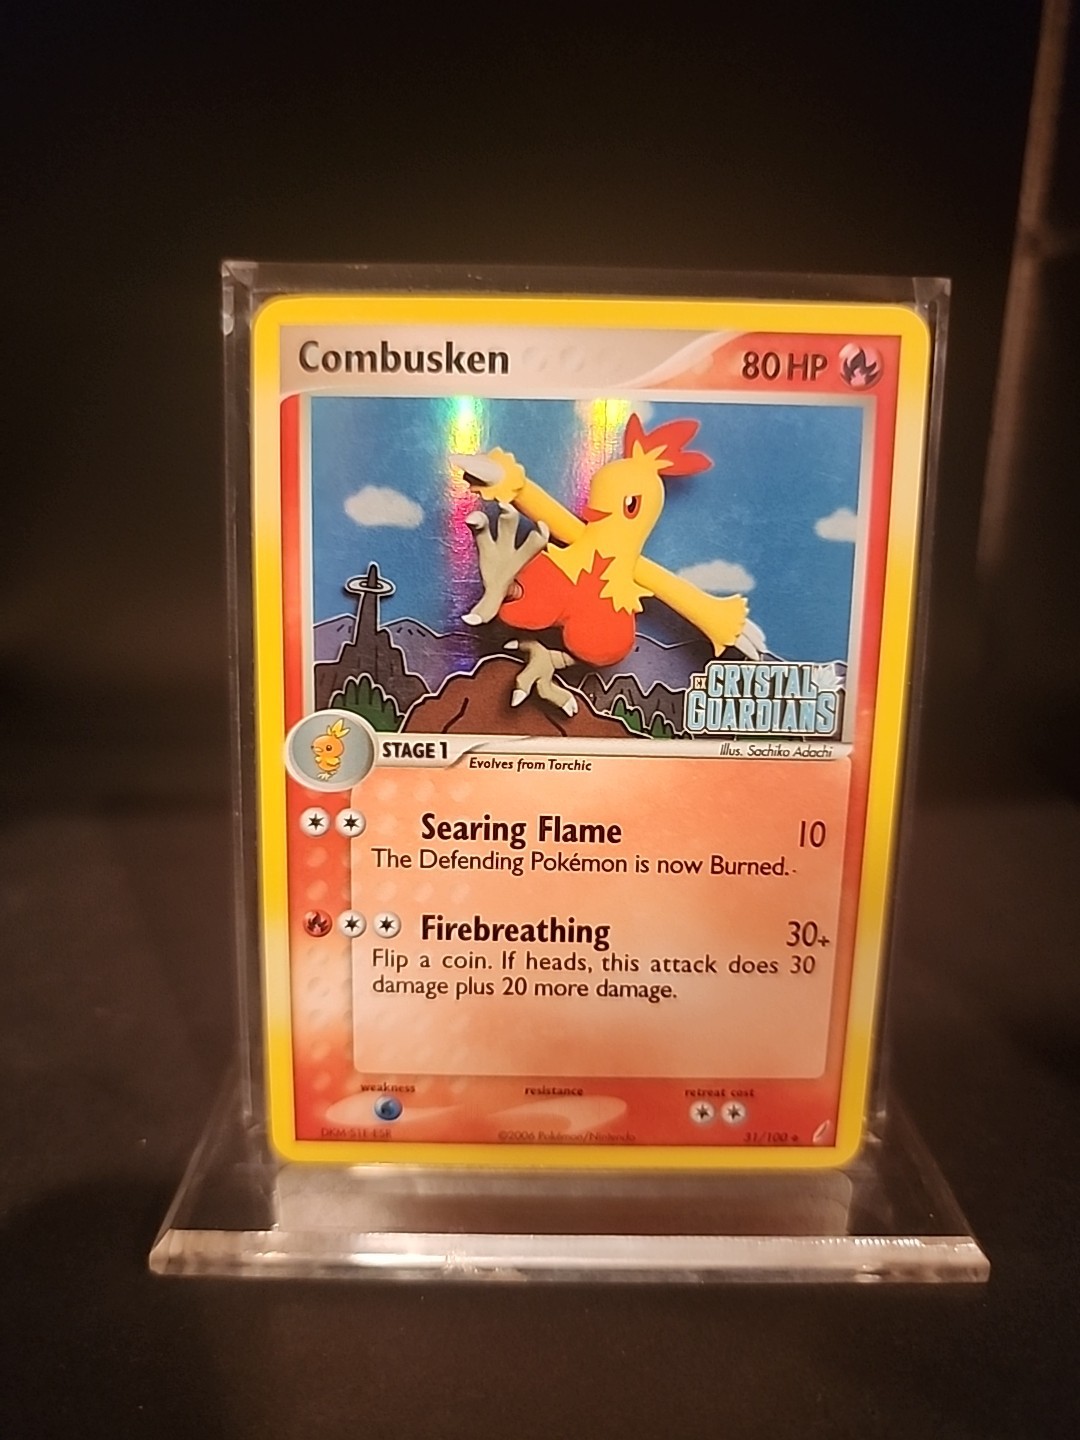 Combusken
80 HP
EX CRYSTAL
GUARDIANS
STAGE 1
Illus. Sachiko Adachi
Evolves from Torchic
Searing Flame 10
The Defending Pokémon is now Burned.
Firebreathing 30+
Flip a coin. If heads, this attack does 30
damage plus 20 more damage.
weakness resistance retreat cost
©2006 Pokémon/Nintendo 31/100